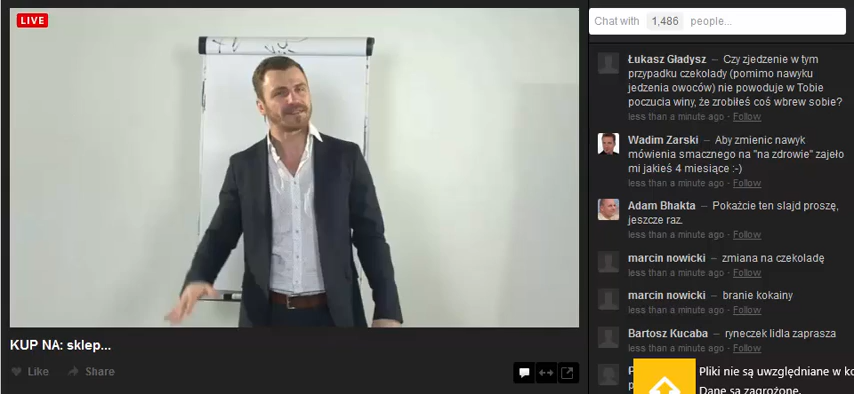 LIVE
KUP NA: sklep...
Like
Share
Chat with 1,486 people...
Łukasz Gładysz – Czy zjedzenie w tym
przypadku czekolady (pomimo nawyku
jedzenia owoców) nie powoduje w Tobie
poczucia winy, że zrobiłeś coś wbrew sobie?
less than a minute ago · Follow
Wadim Zarski – Aby zmienic nawyk
mówienia smacznego na "na zdrowie" zajeło
mi jakieś 4 miesiące :-)
less than a minute ago · Follow
Adam Bhakta – Pokażcie ten slajd proszę,
jeszcze raz.
less than a minute ago · Follow
marcin nowicki – zmiana na czekoladę
less than a minute ago · Follow
marcin nowicki – branie kokainy
less than a minute ago · Follow
Bartosz Kucaba – ryneczek lidla zaprasza
less than a minute ago · Follow
Pliki nie są uwzględniane w
Dane są zagrożone.